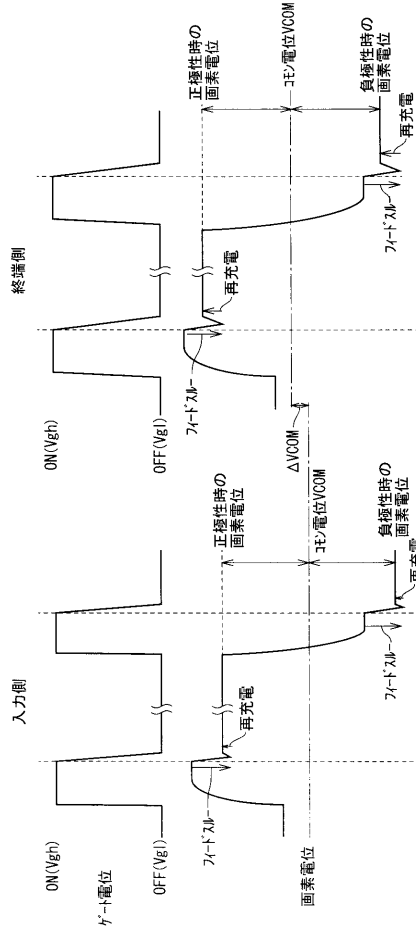 入力側
ON(Vgh)
ゲート電位
OFF(Vgl)
フィードスルー
再充電
正極性時の
画素電位
コモン電位VCOM
画素電位
フィードスルー
再充電
負極性時の
画素電位
ΔVCOM
終端側
ON(Vgh)
OFF(Vgl)
フィードスルー
再充電
正極性時の
画素電位
コモン電位VCOM
フィードスルー
再充電
負極性時の
画素電位